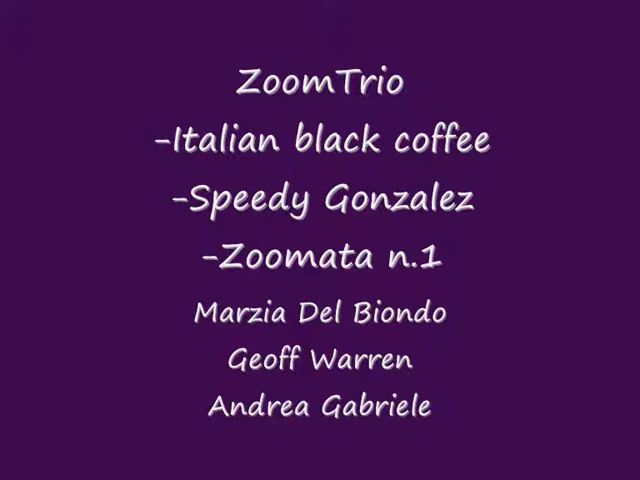 ZoomTrio
-Italian black coffee
-Speedy Gonzalez
-Zoomata n.1
Marzia Del Biondo
Geoff Warren
Andrea Gabriele